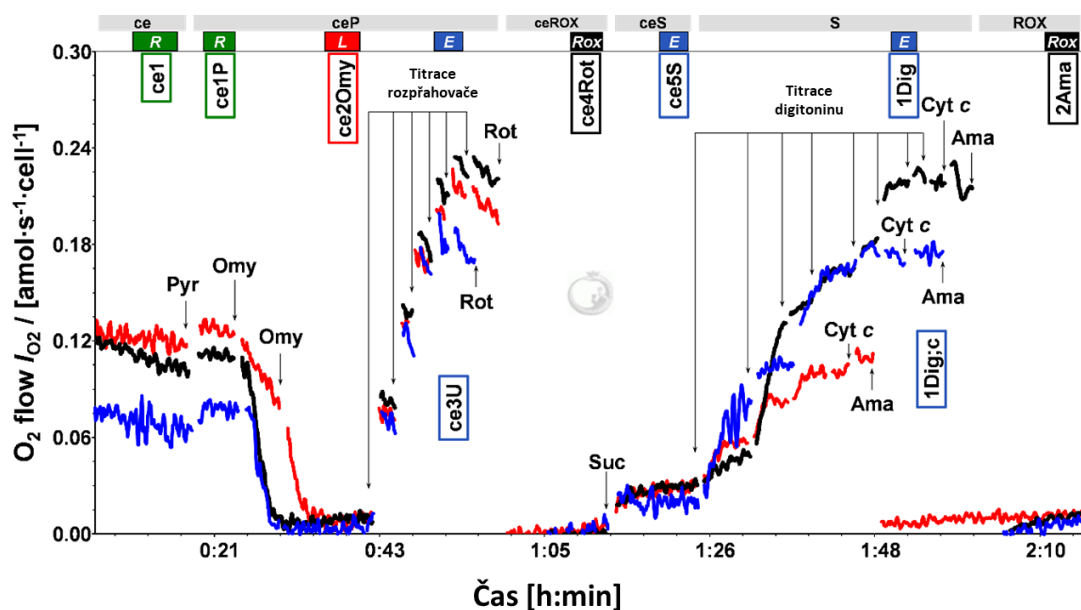 ce ceP ceROX ceS S ROX
R R L E Rox E E Rox
ce1 ce1P ce2Omy ce4Rot ce5S 1Dig 2Ama
O2 flow IO2 / [amol·s-1·cell-1]
0.30
0.24
0.18
0.12
0.06
0.00
Titrace
rozpřahovače
Rot
Rot
Titrace
digitoninu
Cyt c
Ama
Cyt c
Ama
Cyt c
Ama
Pyr
Omy
Omy
ce3U
1Dig;c
Suc
0:21 0:43 1:05 1:26 1:48 2:10
Čas [h:min]